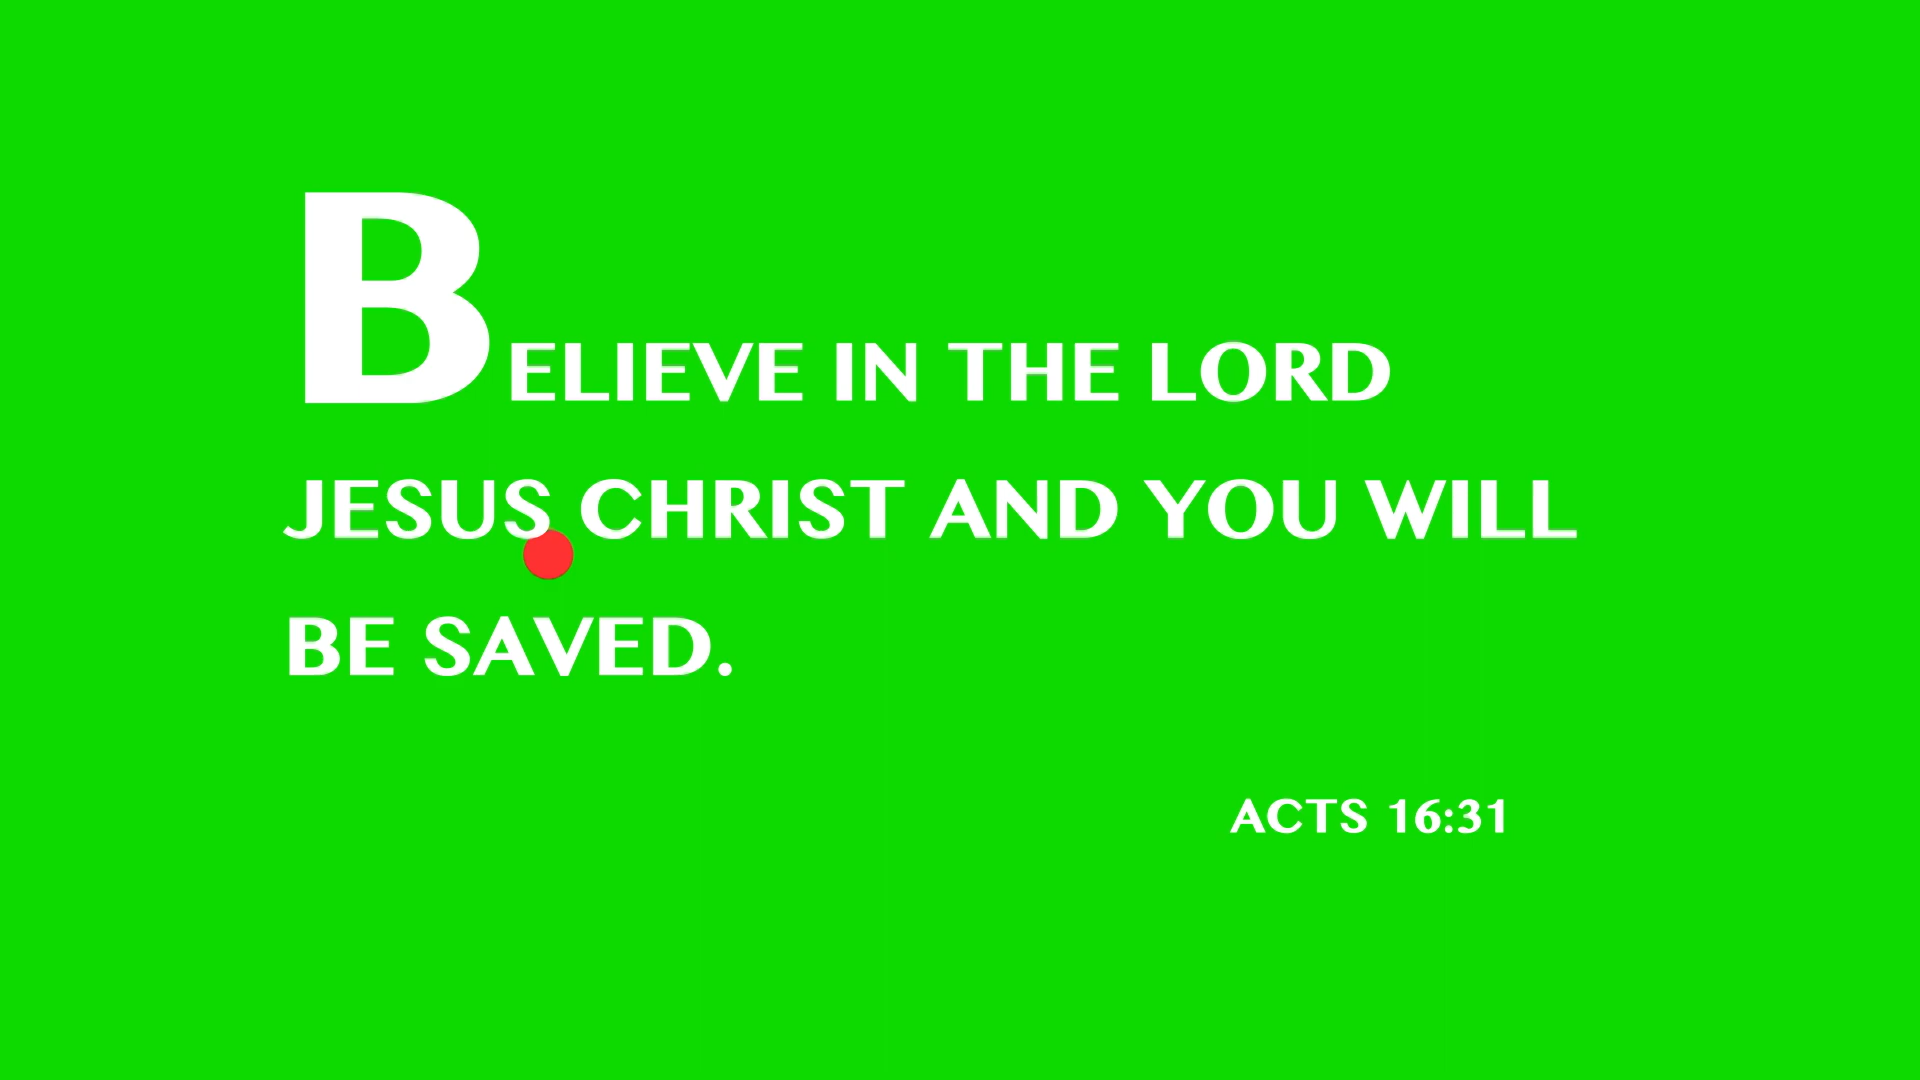 BELIEVE IN THE LORD
JESUS CHRIST AND YOU WILL
BE SAVED.
ACTS 16:31